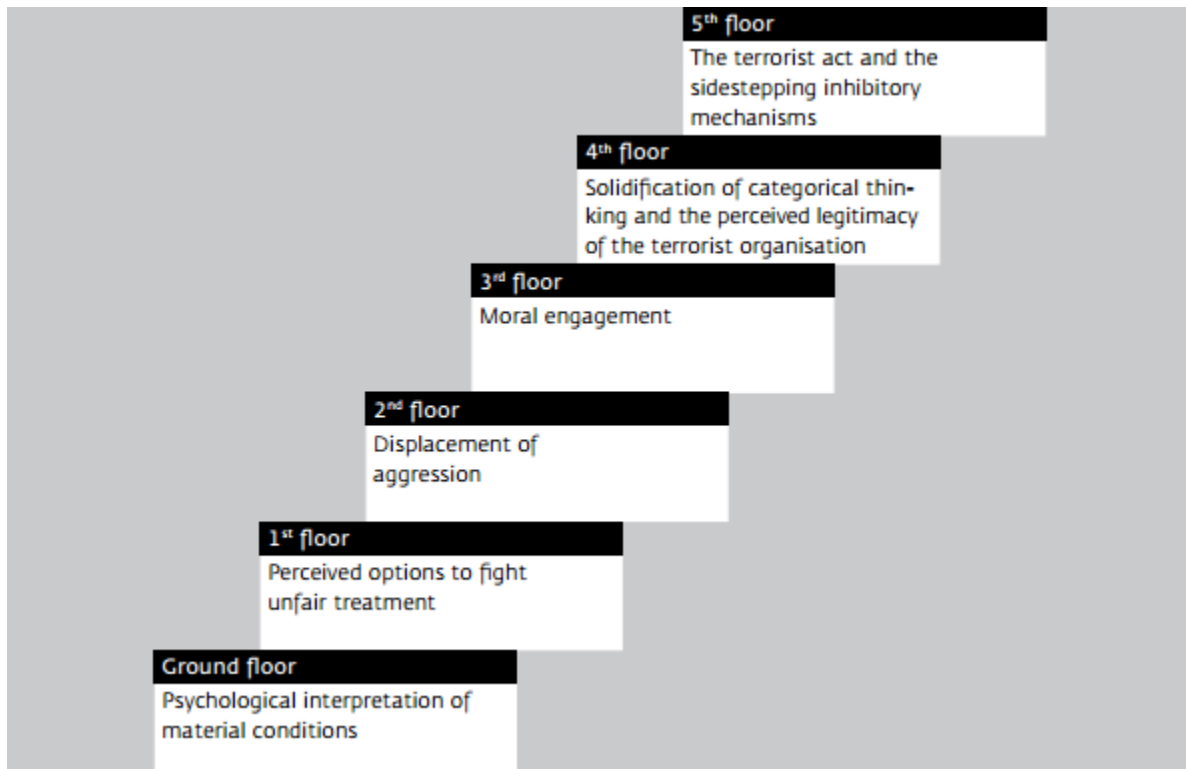 5th floor
The terrorist act and the
sidestepping inhibitory
mechanisms
4th floor
Solidification of categorical thin-
king and the perceived legitimacy
of the terrorist organisation
3rd floor
Moral engagement
2nd floor
Displacement of
aggression
1st floor
Perceived options to fight
unfair treatment
Ground floor
Psychological interpretation of
material conditions